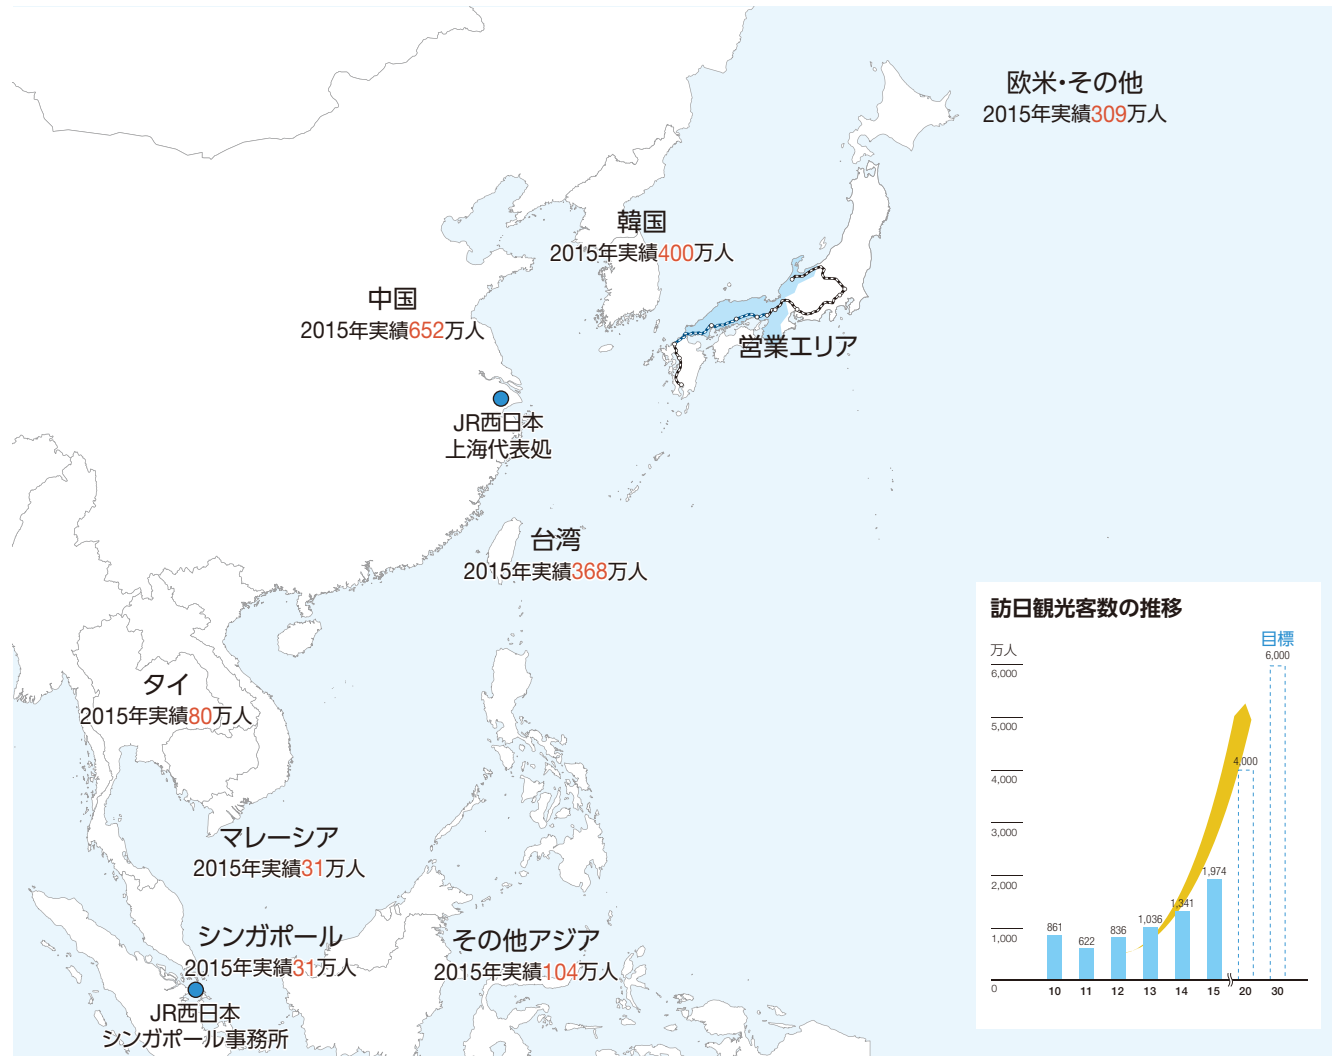 欧米・その他
2015年実績309万人
韓国
2015年実績400万人
中国
2015年実績652万人
営業エリア
JR西日本
上海代表処
台湾
2015年実績368万人
タイ
2015年実績80万人
マレーシア
2015年実績31万人
シンガポール
2015年実績31万人
JR西日本
シンガポール事務所
その他アジア
2015年実績104万人
訪日観光客数の推移
万人
目標
6,000
6,000
5,000
4,000
4,000
3,000
2,000
1,974
1,341
1,036
836
622
861
1,000
0
10 11 12 13 14 15 20 30